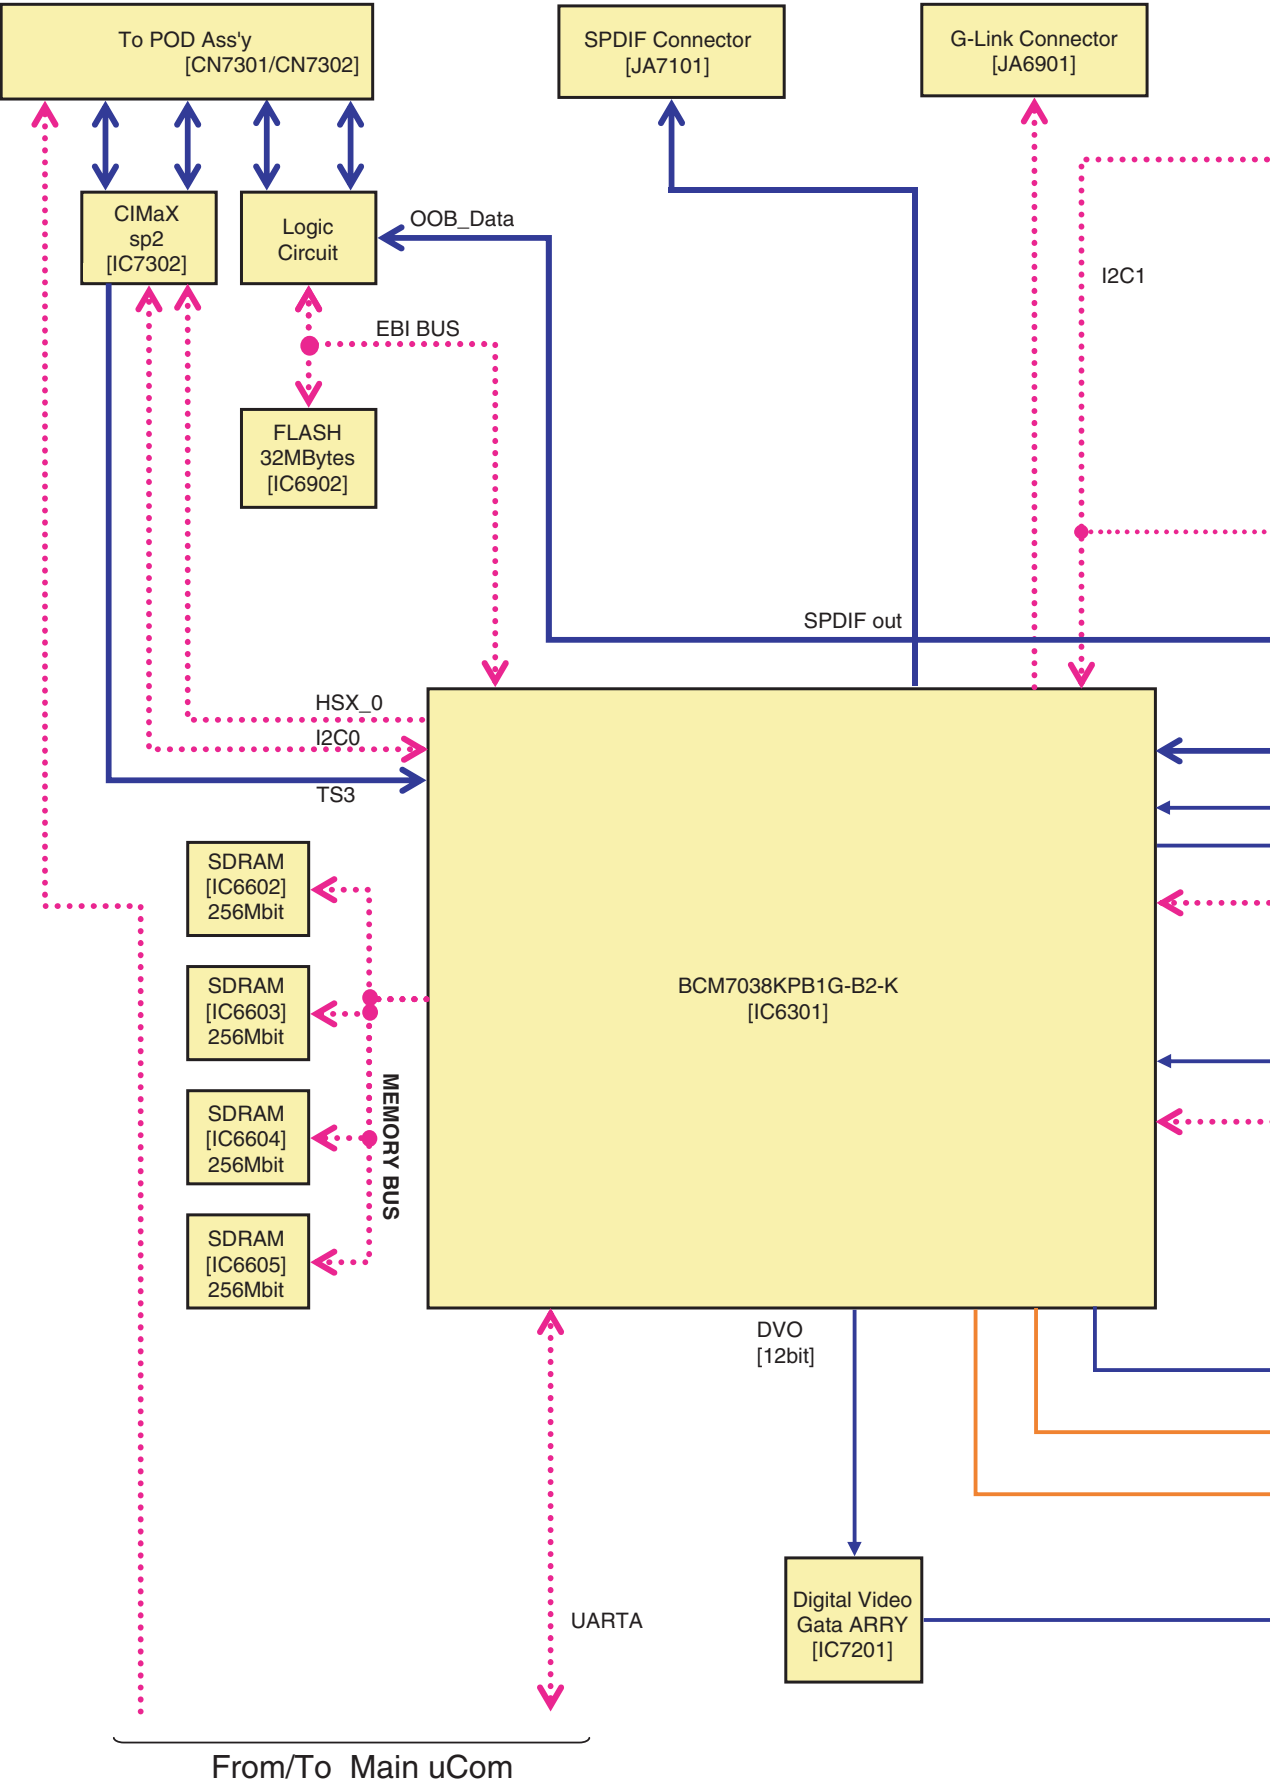 To POD Ass'y
[CN7301/CN7302]
SPDIF Connector
[JA7101]
G-Link Connector
[JA6901]
CIMaX
sp2
[IC7302]
Logic
Circuit
OOB_Data
I2C1
EBI BUS
FLASH
32MBytes
[IC6902]
SPDIF out
HSX_0
I2C0
TS3
SDRAM
[IC6602]
256Mbit
SDRAM
[IC6603]
256Mbit
SDRAM
[IC6604]
256Mbit
SDRAM
[IC6605]
256Mbit
MEMORY BUS
BCM7038KPB1G-B2-K
[IC6301]
DVO
[12bit]
UARTA
Digital Video
Gata ARRY
[IC7201]
From/To Main uCom